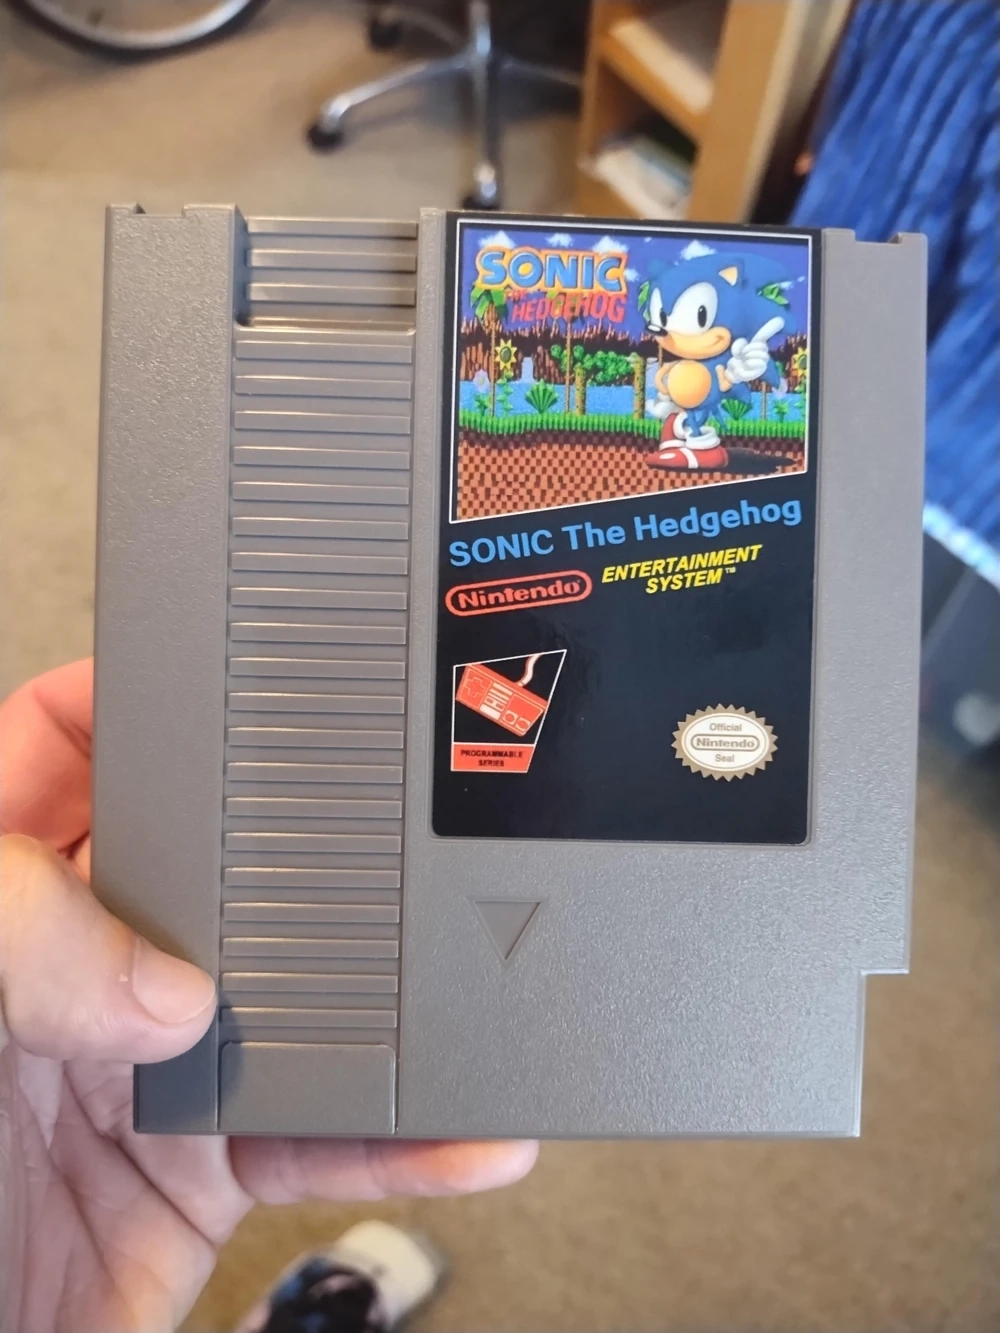 SONIC
THE
HEDGEHOG
SONIC The Hedgehog
Nintendo®
ENTERTAINMENT
SYSTEM™
PROGRAMMABLE
SERIES
Official
Nintendo
Seal